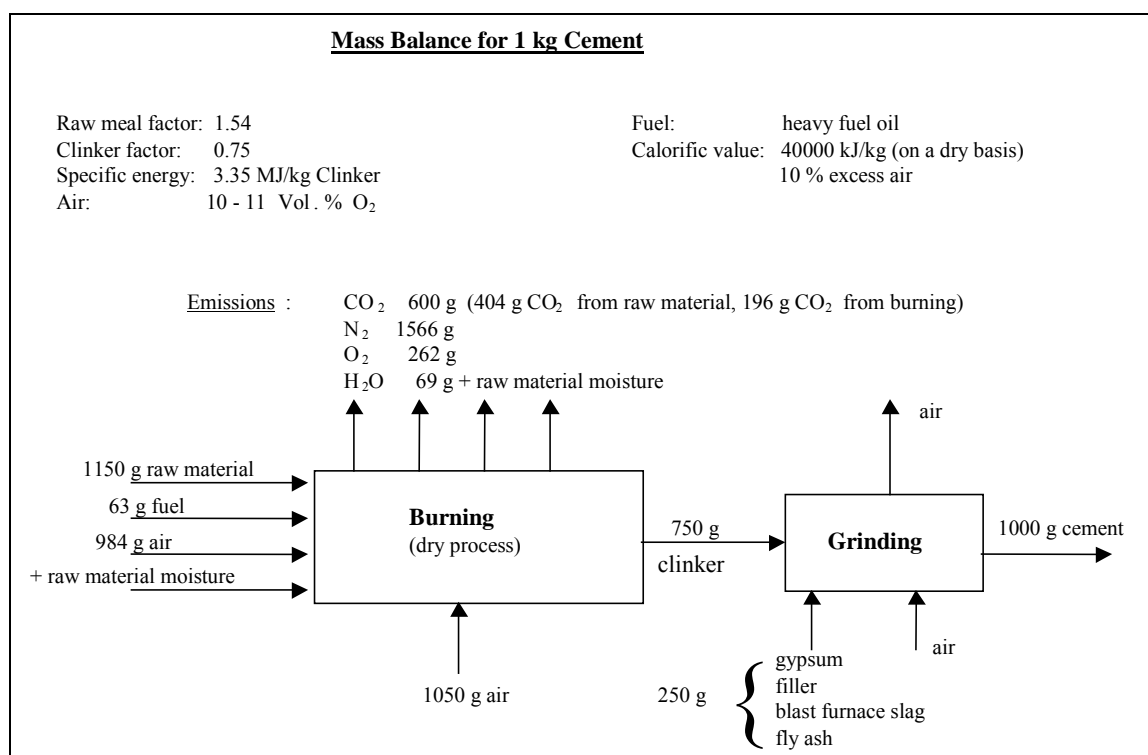 Mass Balance for 1 kg Cement
Raw meal factor: 1.54
Clinker factor: 0.75
Specific energy: 3.35 MJ/kg Clinker
Air: 10 - 11 Vol. % O₂
Fuel: heavy fuel oil
Calorific value: 40000 kJ/kg (on a dry basis)
10 % excess air
Emissions : CO₂ 600 g (404 g CO₂ from raw material, 196 g CO₂ from burning)
N₂ 1566 g
O₂ 262 g
H₂O 69 g + raw material moisture
air
1150 g raw material
63 g fuel
984 g air
+ raw material moisture
Burning
(dry process)
750 g
clinker
Grinding
1000 g cement
1050 g air
air
250 g
gypsum
filler
blast furnace slag
fly ash